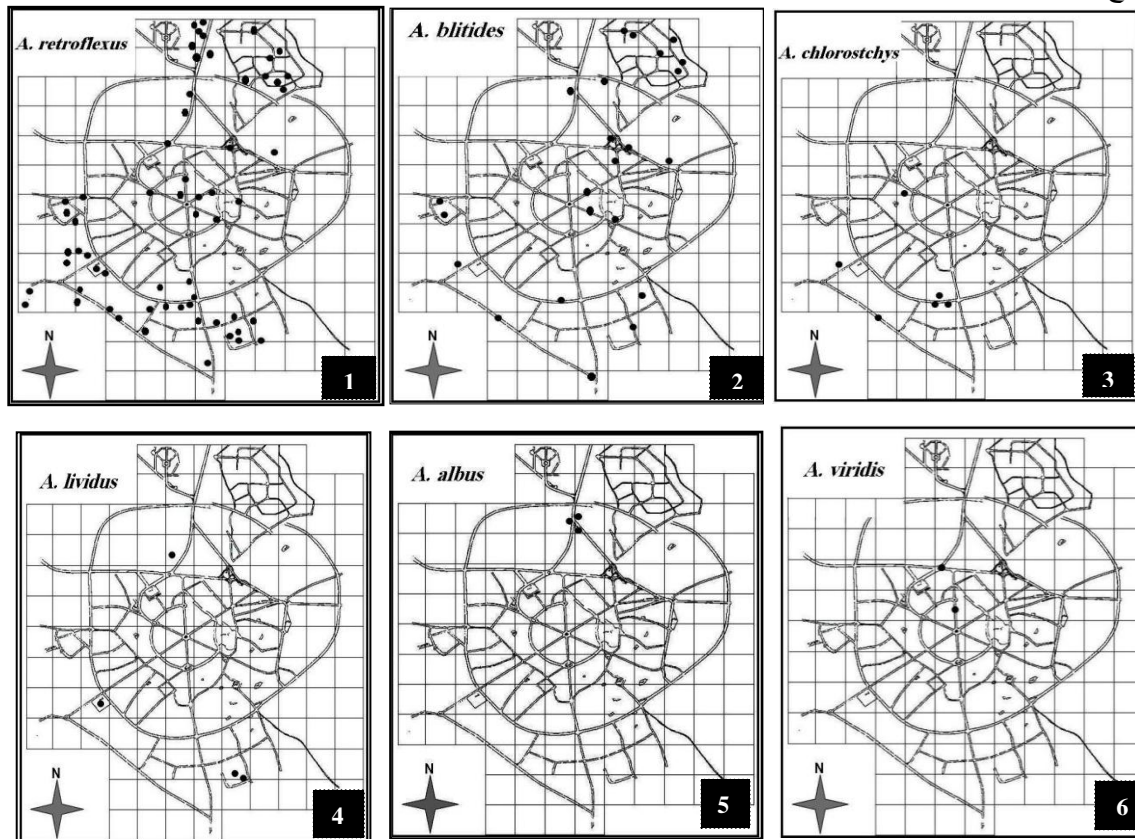 A. retroflexus
N
1
A. blitides
N
2
A. chlorostchys
N
3
A. lividus
N
4
A. albus
N
5
A. viridis
N
6